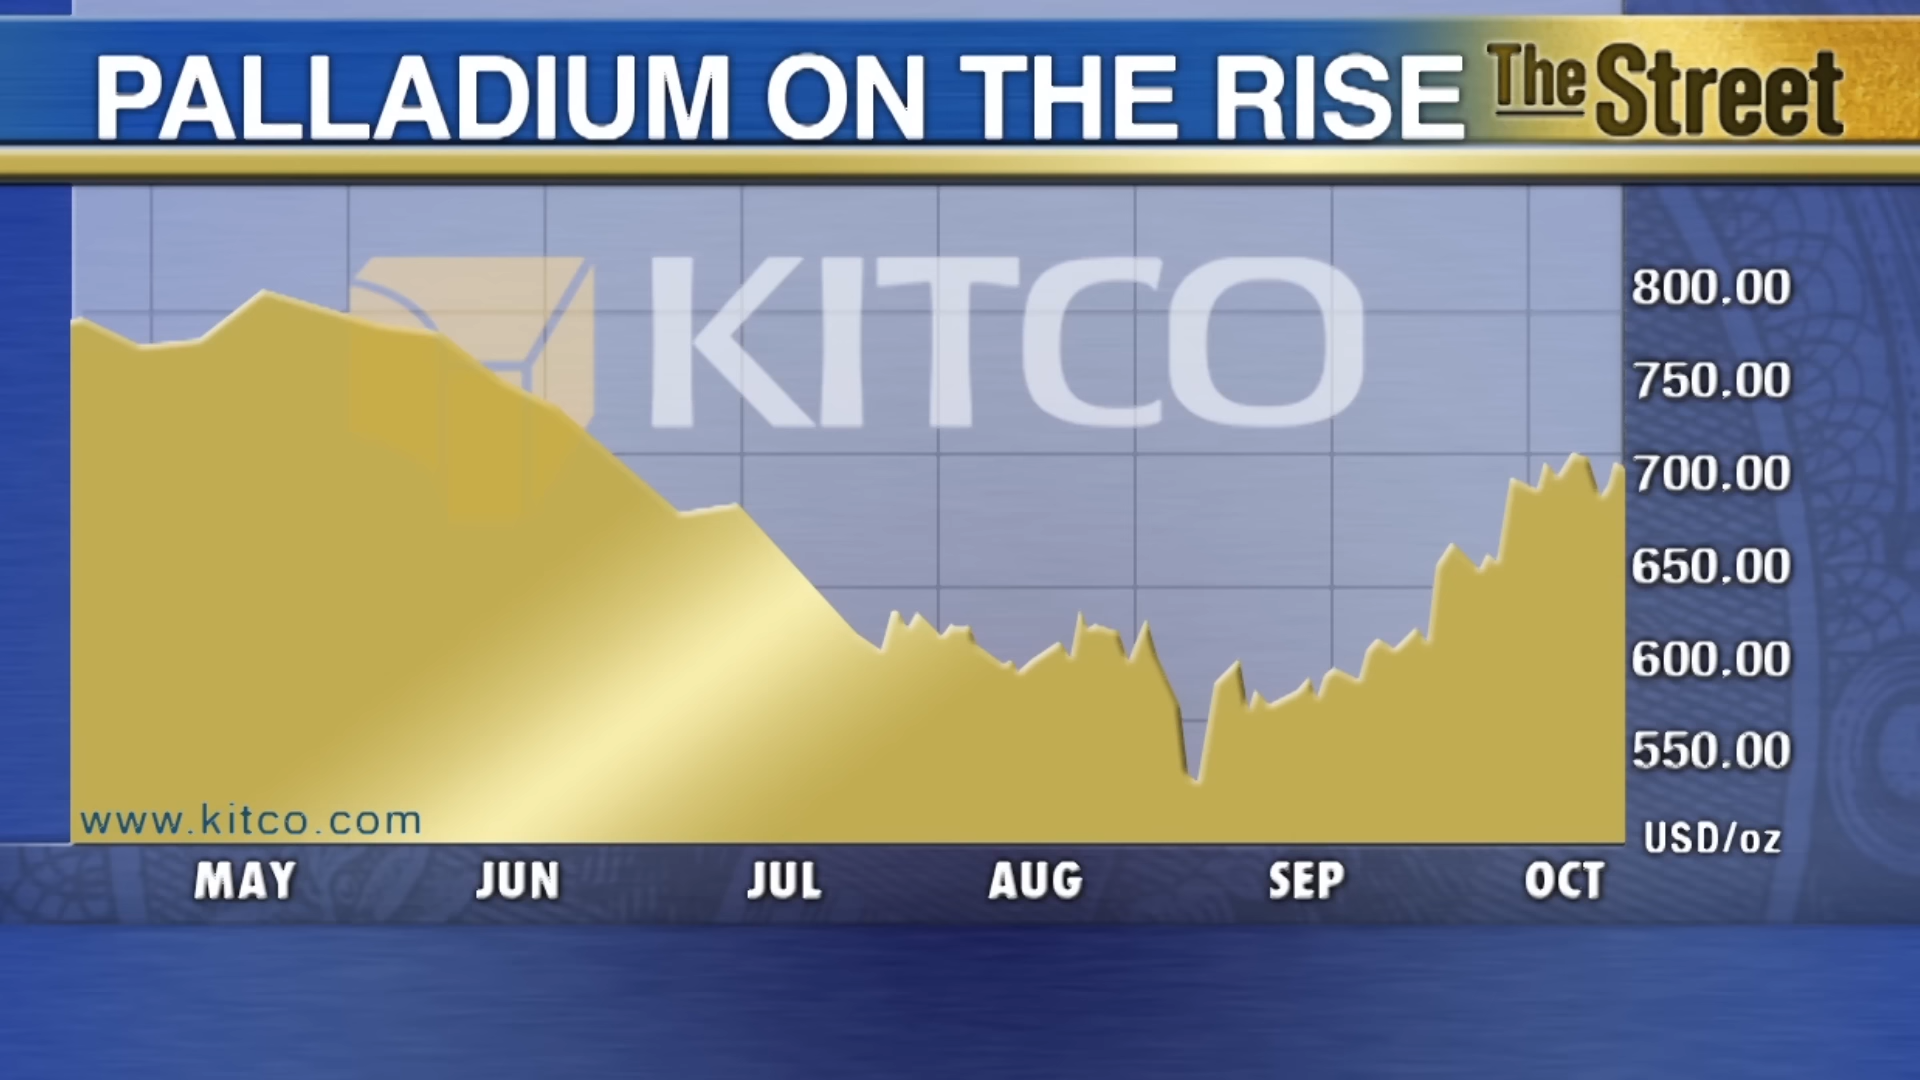 PALLADIUM ON THE RISE
The Street
KITCO
800.00
750.00
700.00
650.00
600.00
550.00
USD/oz
www.kitco.com
MAY JUN JUL AUG SEP OCT